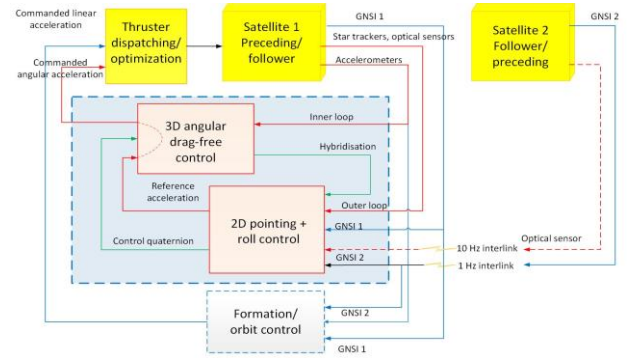 Commanded linear
acceleration
Commanded
angular acceleration
Thruster
dispatching/
optimization
Satellite 1
Preceding/
follower
GNSI 1
Star trackers, optical sensors
Accelerometers
Satellite 2
Follower/
preceding
GNSI 2
3D angular
drag-free
control
Inner loop
Hybridisation
Reference
acceleration
Outer loop
2D pointing +
roll control
GNSI 1
Control quaternion
GNSI 2
Optical sensor
10 Hz interlink
1 Hz interlink
Formation/
orbit control
GNSI 2
GNSI 1